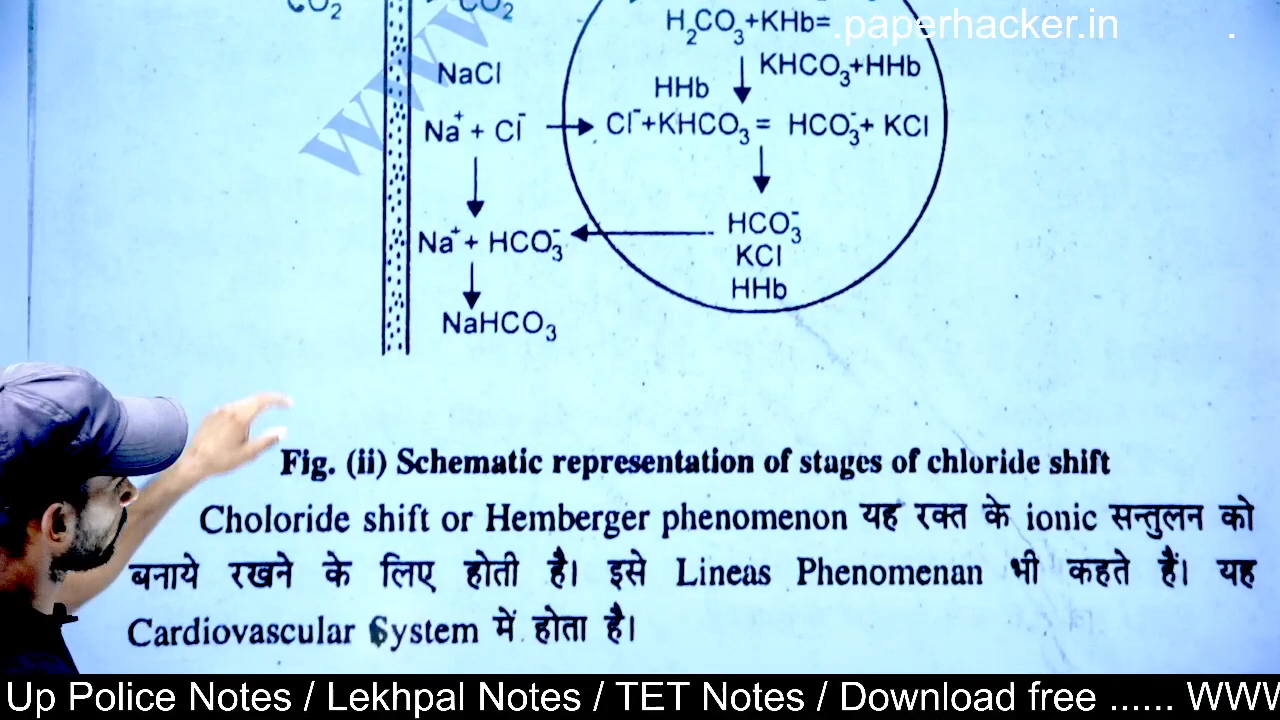 CO2 CO2
H2CO3+KHb=
.paperhacker.in .
NaCl
KHCO3+HHb
HHb
Na+ + Cl- Cl-+KHCO3= HCO3-+ KCl
HCO3-
Na+ + HCO3-
KCl
HHb
NaHCO3
www
Fig. (ii) Schematic representation of stages of chloride shift
Choloride shift or Hemberger phenomenon यह रक्त के ionic सन्तुलन को
बनाये रखने के लिए होती है। इसे Lineas Phenomenan भी कहते हैं। यह
Cardiovascular System में होता है।
Up Police Notes / Lekhpal Notes / TET Notes / Download free ...... WWW